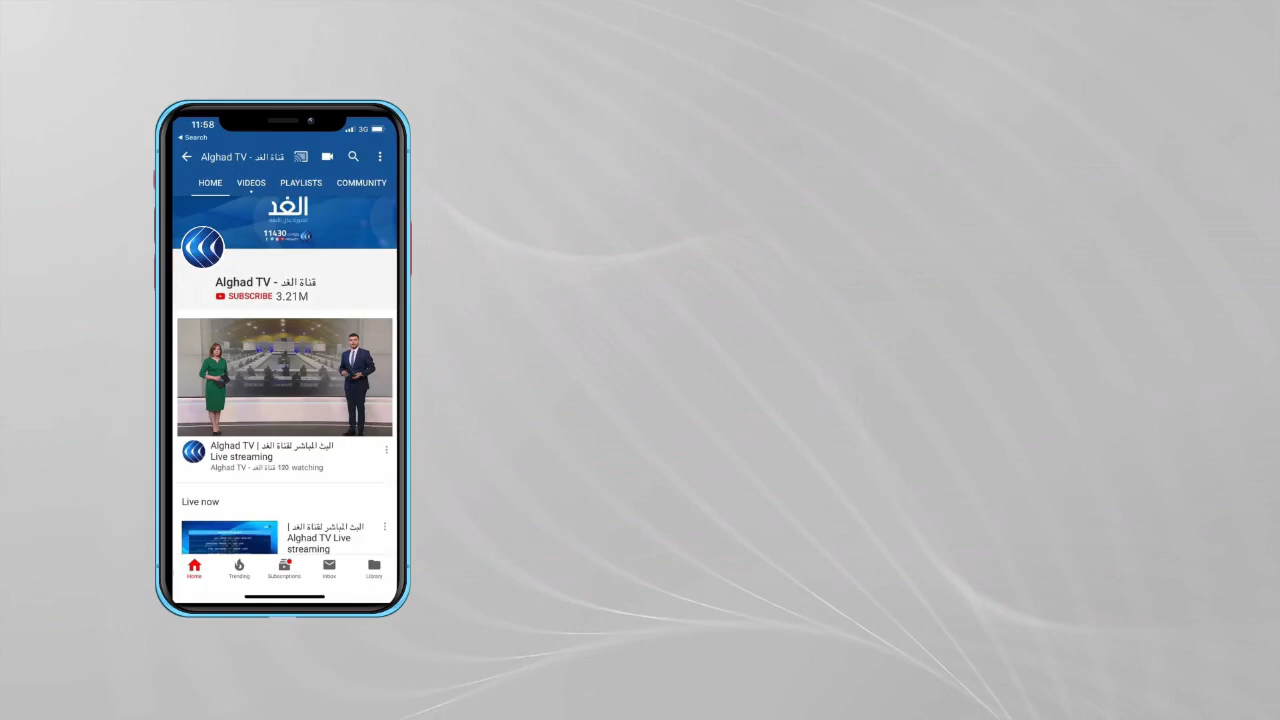 11:58
3G
Search
Alghad TV - قناة الغد
HOME VIDEOS PLAYLISTS COMMUNITY
الغد
11430
Alghad TV - قناة الغد
SUBSCRIBE 3.21M
Alghad TV | البث المباشر لقناة الغد
Live streaming
Alghad TV - قناة الغد 120 watching
Live now
البث المباشر لقناة الغد |
Alghad TV Live
streaming
Home Trending Subscriptions Inbox Library